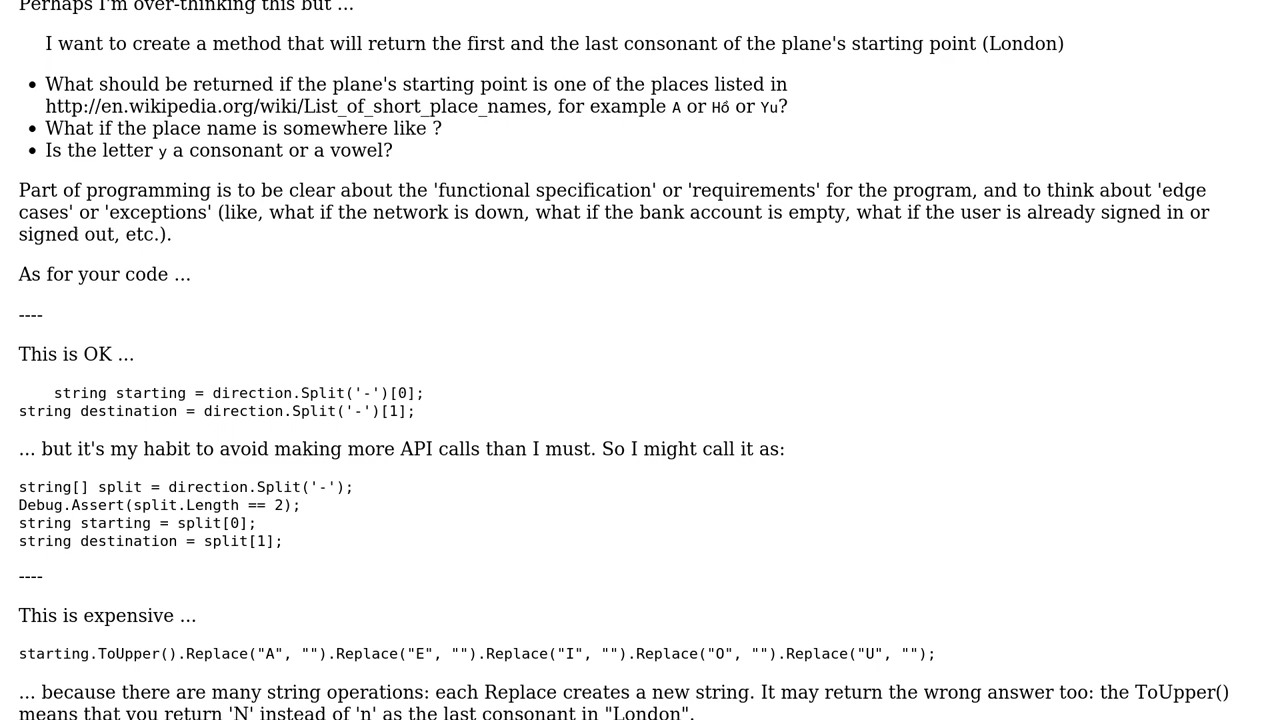 Perhaps I'm over-thinking this but ...
I want to create a method that will return the first and the last consonant of the plane's starting point (London)
• What should be returned if the plane's starting point is one of the places listed in
http://en.wikipedia.org/wiki/List_of_short_place_names, for example A or Hồ or Yu?
• What if the place name is somewhere like ?
• Is the letter y a consonant or a vowel?
Part of programming is to be clear about the 'functional specification' or 'requirements' for the program, and to think about 'edge
cases' or 'exceptions' (like, what if the network is down, what if the bank account is empty, what if the user is already signed in or
signed out, etc.).
As for your code ...
----
This is OK ...
    string starting = direction.Split('-')[0];
string destination = direction.Split('-')[1];
... but it's my habit to avoid making more API calls than I must. So I might call it as:
string[] split = direction.Split('-');
Debug.Assert(split.Length == 2);
string starting = split[0];
string destination = split[1];
----
This is expensive ...
starting.ToUpper().Replace("A", "").Replace("E", "").Replace("I", "").Replace("O", "").Replace("U", "");
... because there are many string operations: each Replace creates a new string. It may return the wrong answer too: the ToUpper()
means that you return 'N' instead of 'n' as the last consonant in "London".